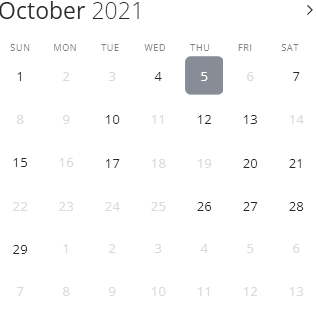 October 2021
SUN MON TUE WED THU FRI SAT
1 2 3 4 5 6 7
8 9 10 11 12 13 14
15 16 17 18 19 20 21
22 23 24 25 26 27 28
29 1 2 3 4 5 6
7 8 9 10 11 12 13